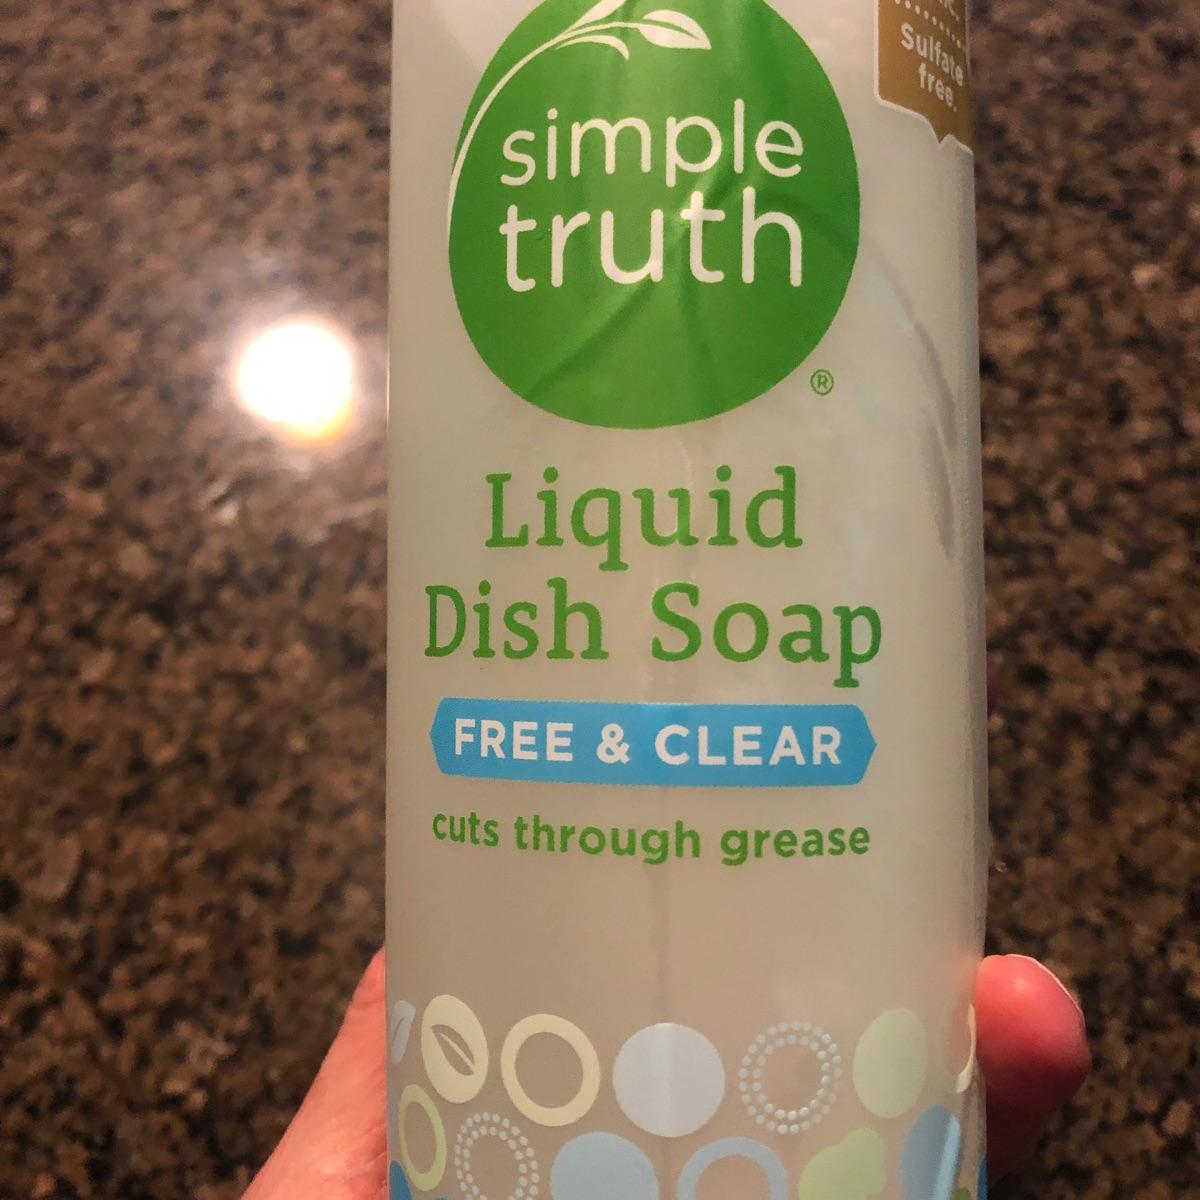 simple
truth
®
Sulfate
free.
Liquid
Dish Soap
FREE & CLEAR
cuts through grease